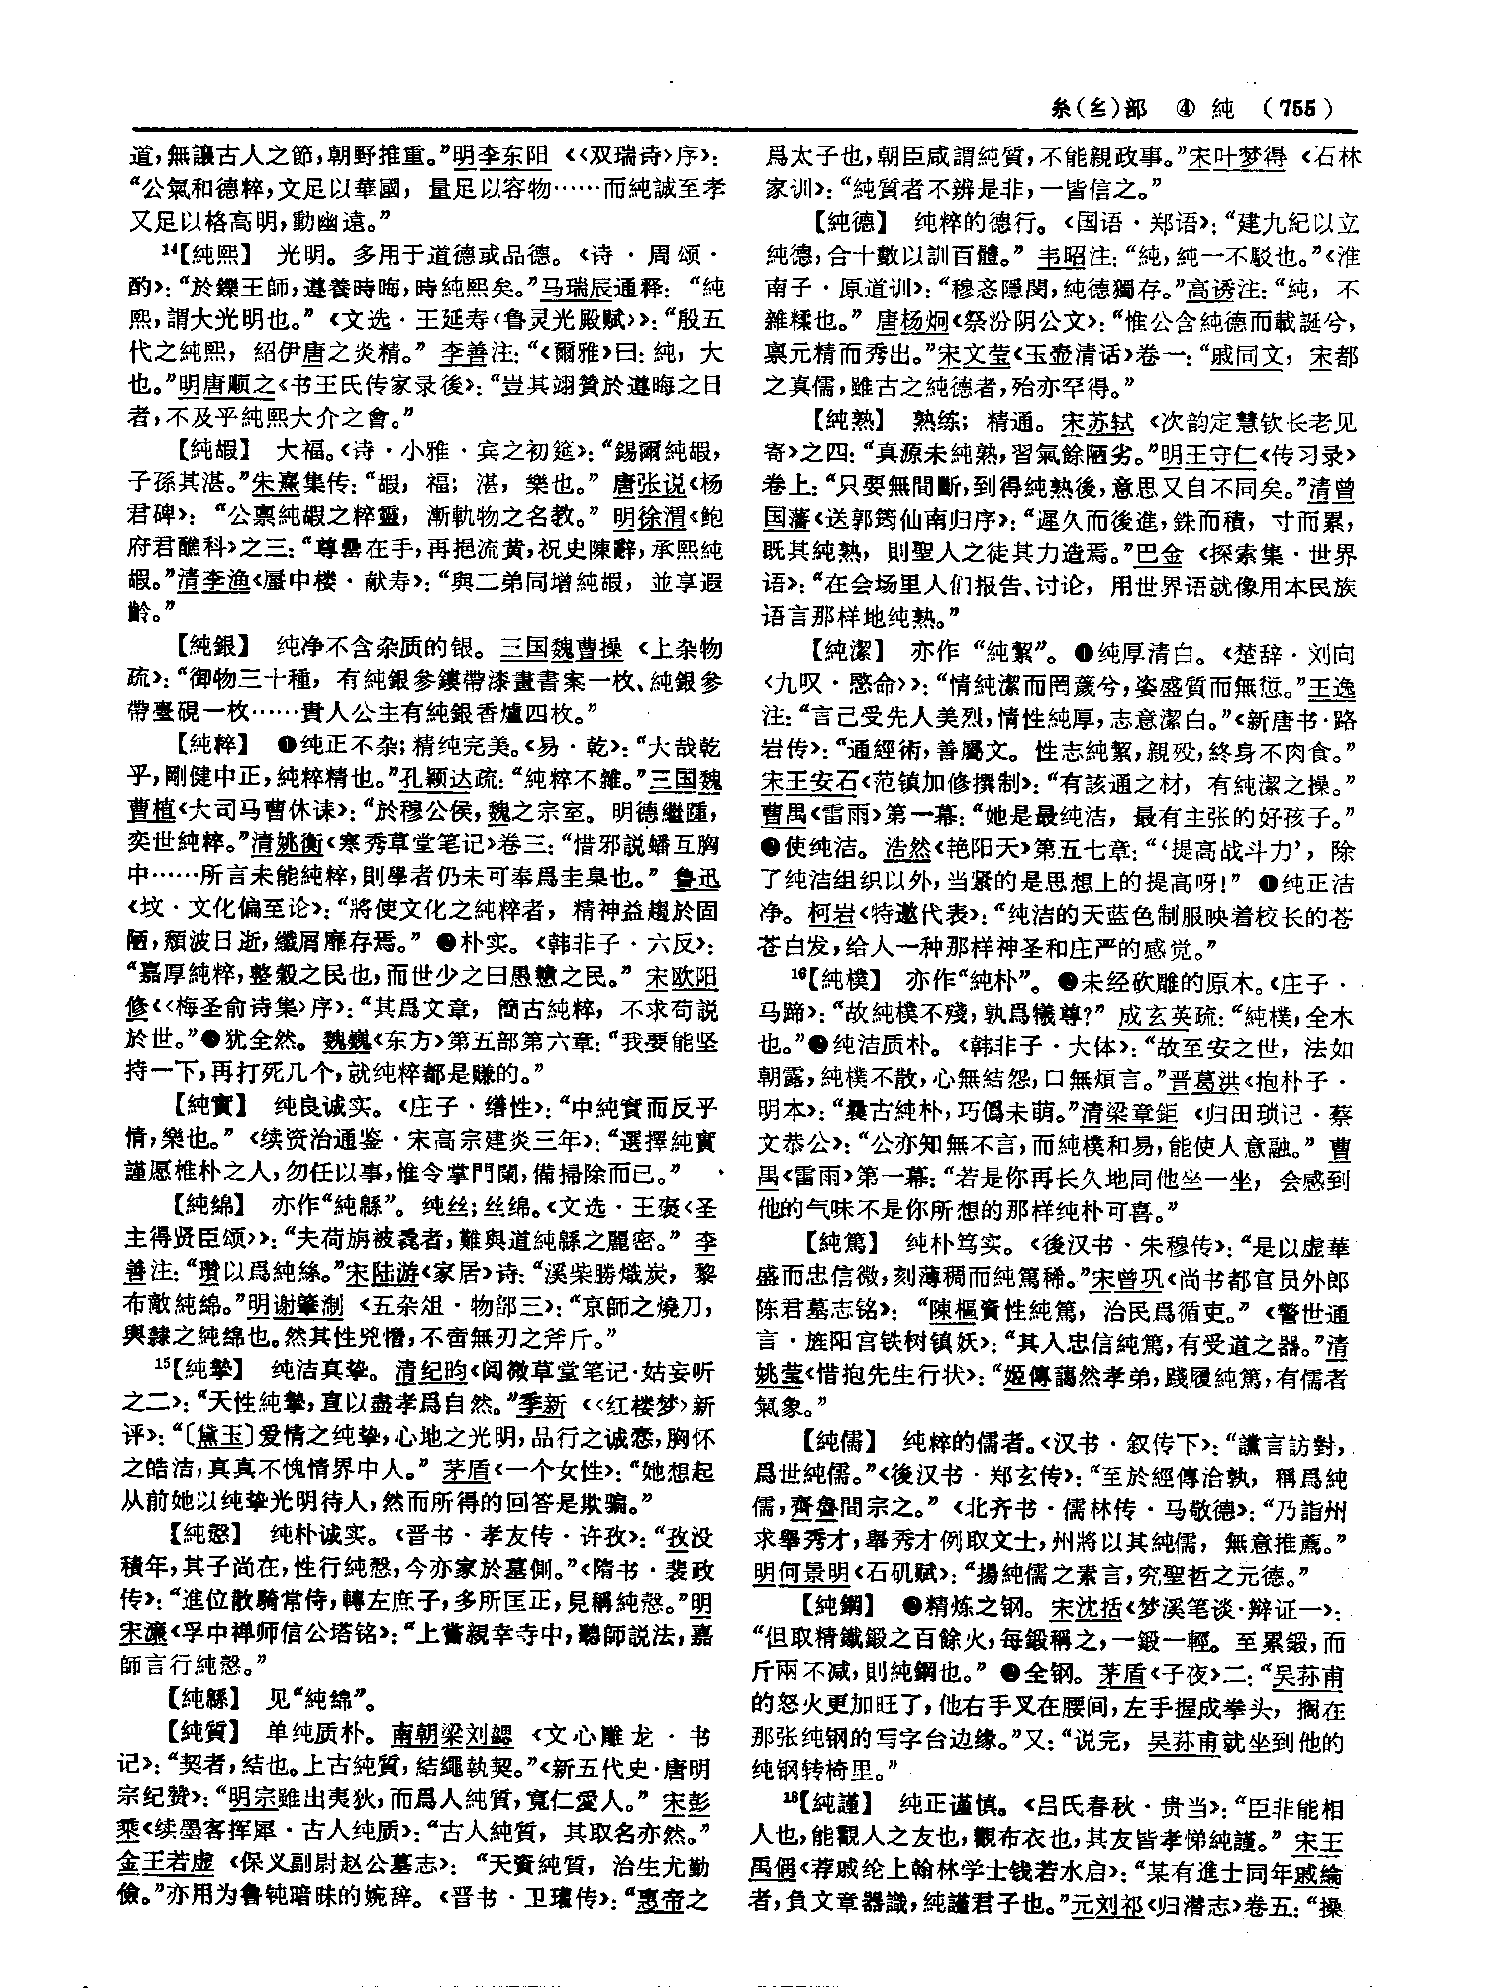 糸(纟)部 ④ 純 (755)
道，無讓古人之節，朝野推重。”明李东阳《〈双瑞诗〉序》：
“公氣和德粹，文足以華國，量足以容物……而純誠至孝
又足以格高明，動幽遠。”
14【純熙】 光明。多用于道德或品德。《诗·周颂·
酌》：“於鑠王師，遵養時晦，時純熙矣。”马瑞辰通释：“純
熙，謂大光明也。”《文选·王延寿〈鲁灵光殿赋〉》：“殷五
代之純熙，紹伊唐之炎精。”李善注：“《爾雅》曰：純，大
也。”明唐顺之《书王氏传家录後》：“豈其翊贊於遵晦之日
者，不及乎純熙大介之會。”
【純嘏】 大福。《诗·小雅·宾之初筵》：“錫爾純嘏，
子孫其湛。”朱熹集传：“嘏，福；湛，樂也。”唐张说《杨
君碑》：“公禀純嘏之粹靈，漸軌物之名教。”明徐渭《鲍
府君醮科》之三：“尊罍在手，再挹流黄，祝史陳辭，承熙純
嘏。”清李渔《蜃中楼·献寿》：“與二弟同增純嘏，並享遐
齡。”
【純銀】 纯净不含杂质的银。三国魏曹操《上杂物
疏》：“御物三十種，有純銀參鏤帶漆畫書案一枚、純銀參
帶臺硯一枚……貴人公主有純銀香爐四枚。”
【純粹】 ❶纯正不杂；精纯完美。《易·乾》：“大哉乾
乎，剛健中正，純粹精也。”孔颖达疏：“純粹不雜。”三国魏
曹植《大司马曹休诔》：“於穆公侯，魏之宗室。明德繼踵，
奕世純粹。”清姚衡《寒秀草堂笔记》卷三：“惜邪説蟠互胸
中……所言未能純粹，則學者仍未可奉爲圭臬也。”鲁迅
《坟·文化偏至论》：“將使文化之純粹者，精神益趨於固
陋，頹波日逝，纖屑靡存焉。”❷朴实。《韩非子·六反》：
“嘉厚純粹，整穀之民也，而世少之曰愚戇之民。”宋欧阳
修《〈梅圣俞诗集〉序》：“其爲文章，簡古純粹，不求苟説
於世。”❸犹全然。魏巍《东方》第五部第六章：“我要能坚
持一下，再打死几个，就纯粹都是赚的。”
【純實】 纯良诚实。《庄子·缮性》：“中純實而反乎
情，樂也。”《续资治通鉴·宋高宗建炎三年》：“選擇純實
謹愿椎朴之人，勿任以事，惟令掌門闌，備掃除而已。”
【純綿】 亦作“純緜”。纯丝；丝绵。《文选·王褒〈圣
主得贤臣颂〉》：“夫荷旃被毳者，難與道純緜之麗密。”李
善注：“瓚以爲純絲。”宋陆游《家居》诗：“溪柴勝熾炭，黎
布敵純綿。”明谢肇淛《五杂俎·物部三》：“京師之燒刀，
輿隸之純綿也。然其性兇憯，不啻無刃之斧斤。”
15【純摯】 纯洁真挚。清纪昀《阅微草堂笔记·姑妄听
之二》：“天性純摯，直以盡孝爲自然。”季新《〈红楼梦〉新
评》：“〔黛玉〕爱情之纯挚，心地之光明，品行之诚悫，胸怀
之皓洁，真真不愧情界中人。”茅盾《一个女性》：“她想起
从前她以纯挚光明待人，然而所得的回答是欺骗。”
【純慤】 纯朴诚实。《晋书·孝友传·许孜》：“孜没
積年，其子尚在，性行純慤，今亦家於墓側。”《隋书·裴政
传》：“進位散騎常侍，轉左庶子，多所匡正，見稱純慤。”明
宋濂《孚中禅师信公塔铭》：“上嘗親幸寺中，聽師説法，嘉
師言行純慤。”
【純緜】 见“純綿”。
【純質】 单纯质朴。南朝梁刘勰《文心雕龙·书
记》：“契者，結也。上古純質，結繩執契。”《新五代史·唐明
宗纪赞》：“明宗雖出夷狄，而爲人純質，寬仁愛人。”宋彭
乘《续墨客挥犀·古人纯质》：“古人純質，其取名亦然。”
金王若虚《保义副尉赵公墓志》：“天資純質，治生尤勤
儉。”亦用为鲁钝暗昧的婉辞。《晋书·卫瓘传》：“惠帝之
爲太子也，朝臣咸謂純質，不能親政事。”宋叶梦得《石林
家训》：“純質者不辨是非，一皆信之。”
【純德】 纯粹的德行。《国语·郑语》：“建九紀以立
純德，合十數以訓百體。”韦昭注：“純，純一不駁也。”《淮
南子·原道训》：“穆忞隱閔，純德獨存。”高诱注：“純，不
雜糅也。”唐杨炯《祭汾阴公文》：“惟公含純德而載誕兮，
禀元精而秀出。”宋文莹《玉壶清话》卷一：“戚同文，宋都
之真儒，雖古之純德者，殆亦罕得。”
【純熟】 熟练；精通。宋苏轼《次韵定慧钦长老见
寄》之四：“真源未純熟，習氣餘陋劣。”明王守仁《传习录》
卷上：“只要無間斷，到得純熟後，意思又自不同矣。”清曾
国藩《送郭筠仙南归序》：“遲久而後進，銖而積，寸而累，
既其純熟，則聖人之徒其力造焉。”巴金《探索集·世界
语》：“在会场里人们报告、讨论，用世界语就像用本民族
语言那样地纯熟。”
【純潔】 亦作“純絜”。❶纯厚清白。《楚辞·刘向
〈九叹·愍命〉》：“情純潔而罔薉兮，姿盛質而無愆。”王逸
注：“言己受先人美烈，情性純厚，志意潔白。”《新唐书·路
岩传》：“通經術，善屬文。性志純絜，親殁，終身不肉食。”
宋王安石《范镇加修撰制》：“有該通之材，有純潔之操。”
曹禺《雷雨》第一幕：“她是最纯洁，最有主张的好孩子。”
❷使纯洁。浩然《艳阳天》第五七章：“‘提高战斗力’，除
了纯洁组织以外，当紧的是思想上的提高呀！”❶纯正洁
净。柯岩《特邀代表》：“纯洁的天蓝色制服映着校长的苍
苍白发，给人一种那样神圣和庄严的感觉。”
16【純樸】 亦作“純朴”。❶未经砍雕的原木。《庄子·
马蹄》：“故純樸不殘，孰爲犧尊？”成玄英疏：“純樸，全木
也。”❷纯洁质朴。《韩非子·大体》：“故至安之世，法如
朝露，純樸不散，心無結怨，口無煩言。”晋葛洪《抱朴子·
明本》：“曩古純朴，巧僞未萌。”清梁章鉅《归田琐记·蔡
文恭公》：“公亦知無不言，而純樸和易，能使人意融。”曹
禺《雷雨》第一幕：“若是你再长久地同他坐一坐，会感到
他的气味不是你所想的那样纯朴可喜。”
【純篤】 纯朴笃实。《後汉书·朱穆传》：“是以虚華
盛而忠信微，刻薄稠而純篤稀。”宋曾巩《尚书都官员外郎
陈君墓志铭》：“陳樞資性純篤，治民爲循吏。”《警世通
言·旌阳宫铁树镇妖》：“其人忠信純篤，有受道之器。”清
姚莹《惜抱先生行状》：“姬傳藹然孝弟，踐履純篤，有儒者
氣象。”
【純儒】 纯粹的儒者。《汉书·叙传下》：“讜言訪對，
爲世純儒。”《後汉书·郑玄传》：“至於經傳洽孰，稱爲純
儒，齊魯間宗之。”《北齐书·儒林传·马敬德》：“乃詣州
求舉秀才，舉秀才例取文士，州將以其純儒，無意推薦。”
明何景明《石矶赋》：“揚純儒之素言，究聖哲之元德。”
【純鋼】 ❶精炼之钢。宋沈括《梦溪笔谈·辩证一》：
“但取精鐵鍛之百餘火，每鍛稱之，一鍛一輕。至累鍛，而
斤兩不减，則純鋼也。”❷全钢。茅盾《子夜》二：“吴荪甫
的怒火更加旺了，他右手叉在腰间，左手握成拳头，搁在
那张纯钢的写字台边缘。”又：“说完，吴荪甫就坐到他的
纯钢转椅里。”
18【純謹】 纯正谨慎。《吕氏春秋·贵当》：“臣非能相
人也，能觀人之友也，觀布衣也，其友皆孝悌純謹。”宋王
禹偁《荐戚纶上翰林学士钱若水启》：“某有進士同年戚綸
者，負文章器識，純謹君子也。”元刘祁《归潜志》卷五：“操